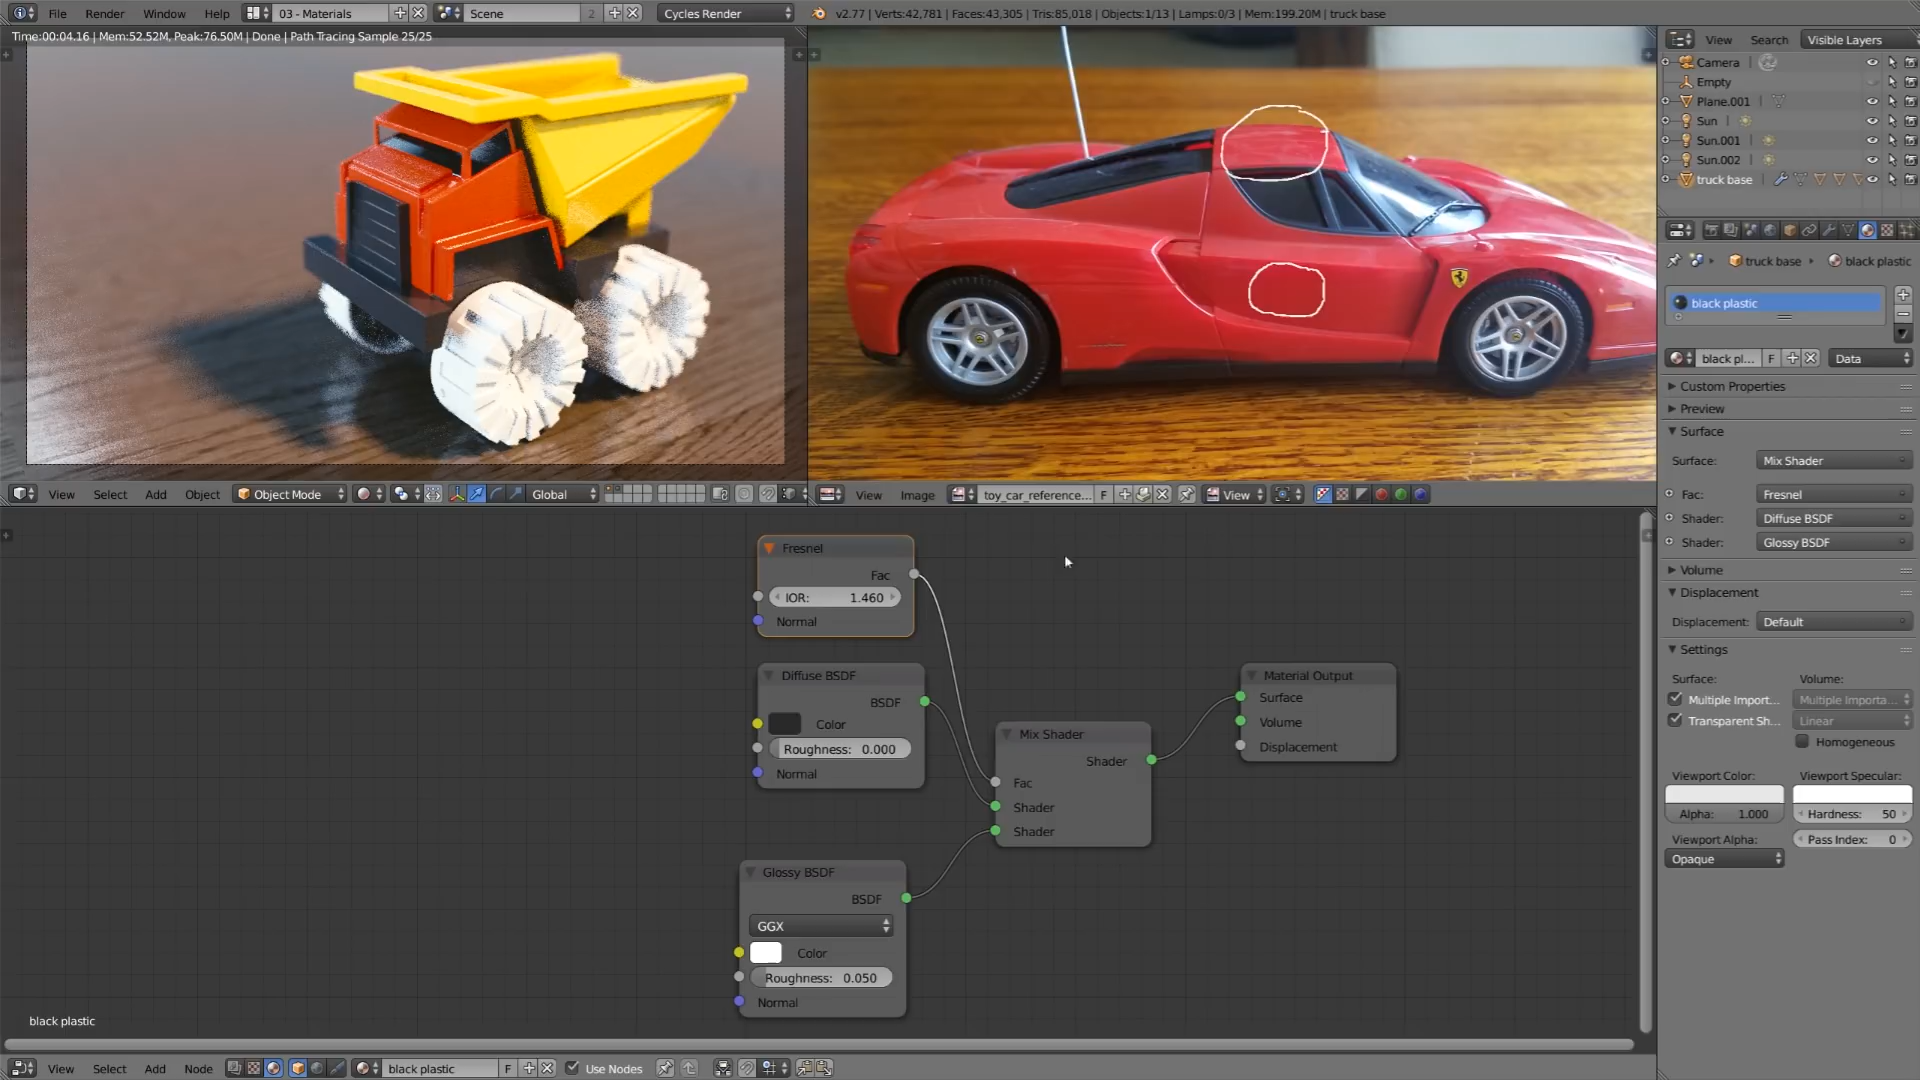 File Render Window Help 03 - Materials Scene 2 Cycles Render v2.77 | Verts:42,781 | Faces:43,305 | Tris:85,018 | Objects:1/13 | Lamps:0/3 | Mem:199.20M | truck base
Time:00:04.16 | Mem:52.52M, Peak:76.50M | Done | Path Tracing Sample 25/25
View Search Visible Layers
Camera
Empty
Plane.001
Sun
Sun.001
Sun.002
truck base
truck base black plastic
black plastic
black pl... F Data
Custom Properties
Preview
Surface
Surface: Mix Shader
Fac: Fresnel
Shader: Diffuse BSDF
Shader: Glossy BSDF
Volume
Displacement
Displacement: Default
Settings
Surface: Volume:
Multiple Import... Multiple Importa...
Transparent Sh... Linear
Homogeneous
Viewport Color: Viewport Specular:
Alpha: 1.000 Hardness: 50
Viewport Alpha: Pass Index: 0
Opaque
View Select Add Object Object Mode Global
View Image toy_car_reference... F View
Fresnel
Fac
IOR: 1.460
Normal
Diffuse BSDF
BSDF
Color
Roughness: 0.000
Normal
Mix Shader
Shader
Fac
Shader
Shader
Material Output
Surface
Volume
Displacement
Glossy BSDF
BSDF
GGX
Color
Roughness: 0.050
Normal
black plastic
View Select Add Node black plastic F Use Nodes